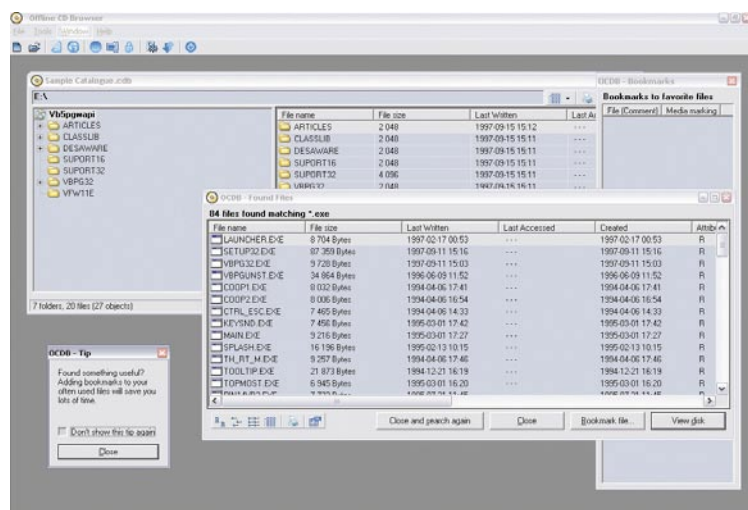 Offline CD Browser
File Tools Window Help
Sample Catalogue.cdb
E:\
Vb5pgwapi
ARTICLES
CLASSLIB
DESAWARE
SUPORT16
SUPORT32
VBPG32
VFW11E
File name File size Last Written
ARTICLES 2 048 1997-09-15 15:12 ---
CLASSLIB 2 048 1997-09-15 15:11 ---
DESAWARE 2 048 1997-09-15 15:11 ---
SUPORT16 2 048 1997-09-15 15:11 ---
SUPORT32 4 096 1997-09-15 15:11 ---
VBPG32 2 048 1997-09-15 15:11
7 folders, 20 files (27 objects)
OCDB - Bookmarks
Bookmarks to favorite files
File (Comment) Media marking
OCDB - Found Files
84 files found matching *.exe
File name File size Last Written Last Accessed Created
LAUNCHER.EXE 8 704 Bytes 1997-02-17 00:53 --- 1997-02-17 00:53 R
SETUP32.EXE 87 359 Bytes 1997-09-11 15:16 --- 1997-09-11 15:16 R
VBPG32.EXE 9 728 Bytes 1997-09-11 15:03 --- 1997-09-11 15:03 R
VBPGUNST.EXE 34 864 Bytes 1996-06-09 11:52 --- 1996-06-09 11:52 R
COOP1.EXE 8 032 Bytes 1994-04-06 17:41 --- 1994-04-06 17:41 R
COOP2.EXE 8 006 Bytes 1994-04-06 16:54 --- 1994-04-06 16:54 R
CTRL_ESC.EXE 7 465 Bytes 1994-04-06 14:33 --- 1994-04-06 14:33 R
KEYSND.EXE 7 456 Bytes 1995-03-01 17:42 --- 1995-03-01 17:42 R
MAIN.EXE 9 216 Bytes 1995-03-01 17:27 --- 1995-03-01 17:27 R
SPLASH.EXE 16 196 Bytes 1995-02-13 10:15 --- 1995-02-13 10:15 R
TH_RT_M.EXE 9 257 Bytes 1994-04-06 17:46 --- 1994-04-06 17:46 R
TOOLTIP.EXE 21 873 Bytes 1994-12-21 16:19 --- 1994-12-21 16:19 R
TOPMOST.EXE 6 945 Bytes 1995-03-01 16:20 --- 1995-03-01 16:20 R
Close and search again Close Bookmark file... View disk
OCDB - Tip
Found something useful?
Adding bookmarks to your
often used files will save you
lots of time.
Don't show this tip again
Close